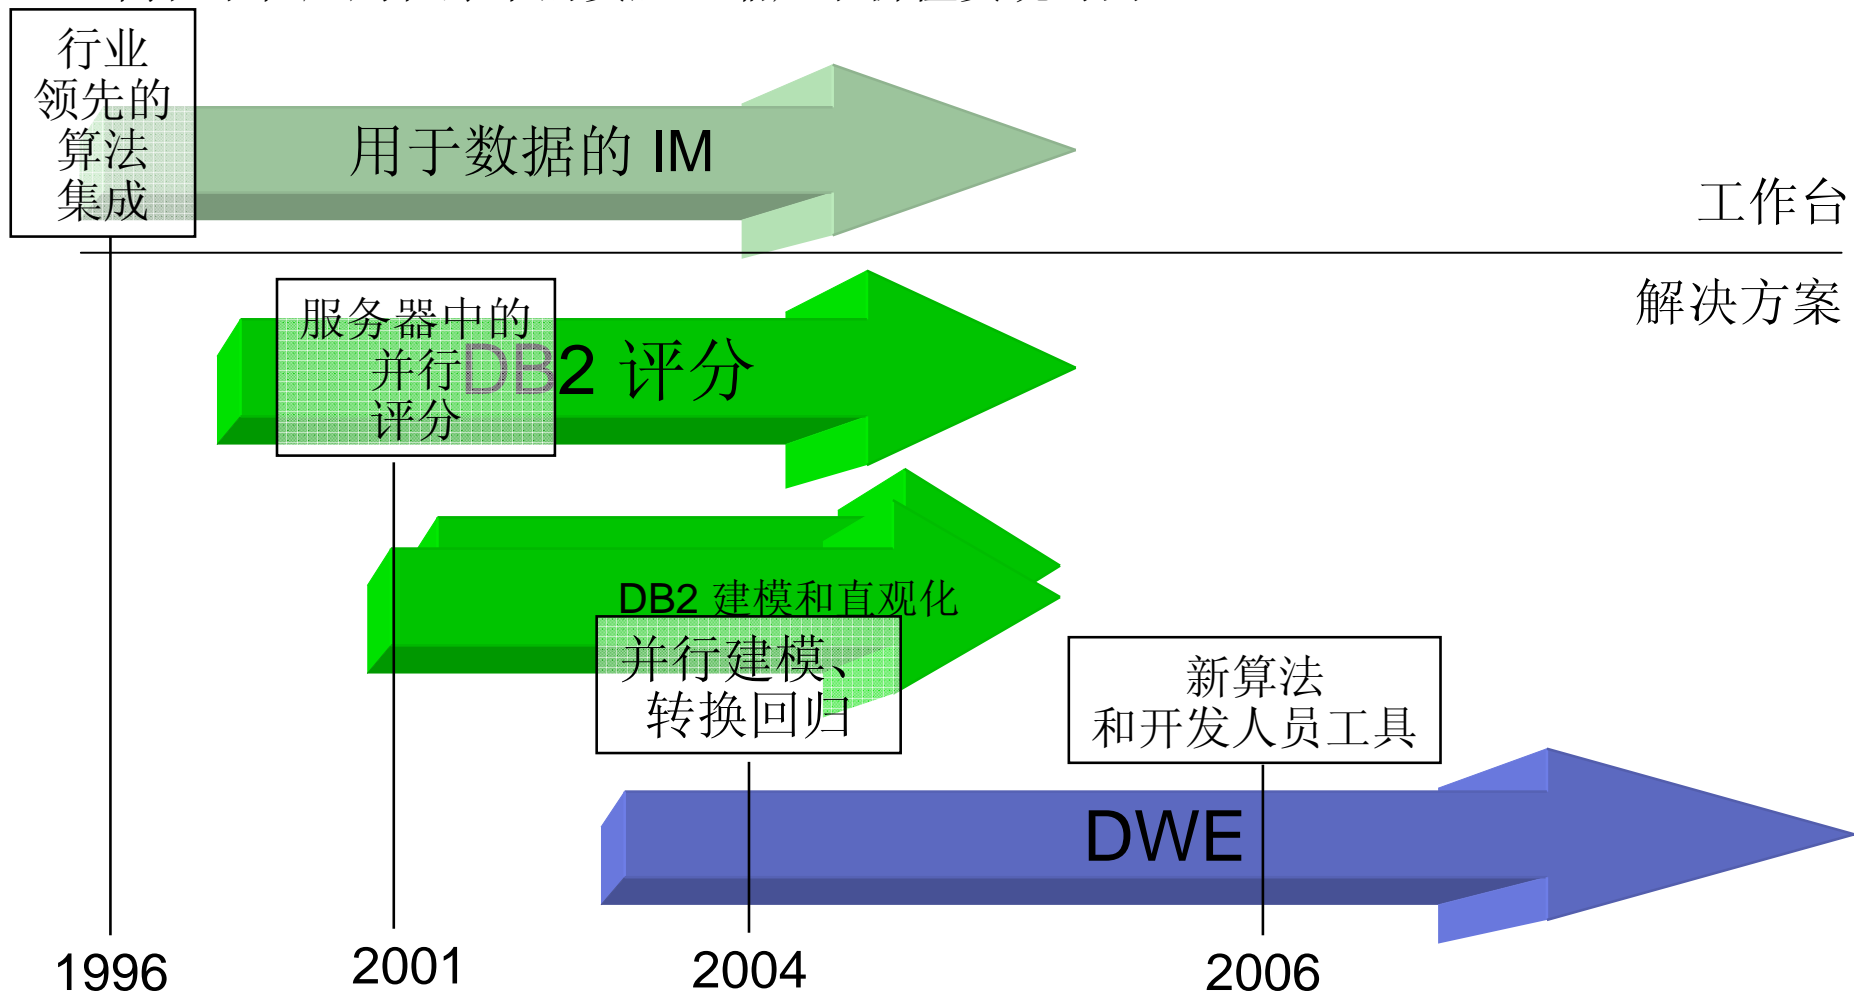 行业
领先的
算法
集成
用于数据的 IM
工作台
解决方案
服务器中的
并行
评分
DB2 评分
DB2 建模和直观化
并行建模、
转换回归
新算法
和开发人员工具
DWE
1996
2001
2004
2006